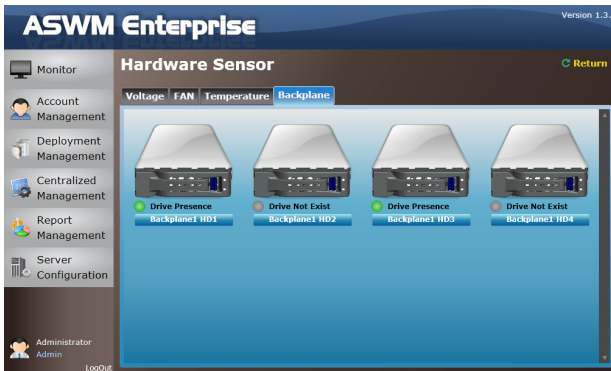 ASWM Enterprise
Version 1.3.
Monitor
Account
Management
Deployment
Management
Centralized
Management
Report
Management
Server
Configuration
Administrator
Admin
LogOut
Hardware Sensor
Return
Voltage FAN Temperature Backplane
Drive Presence Drive Not Exist Drive Presence Drive Not Exist
Backplane1 HD1 Backplane1 HD2 Backplane1 HD3 Backplane1 HD4